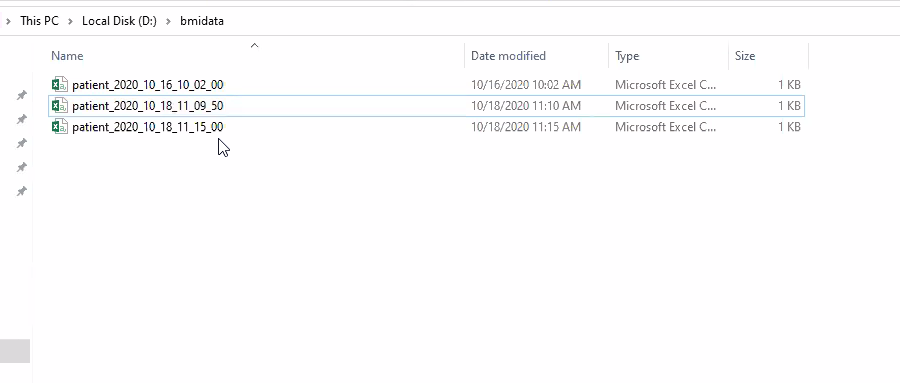 This PC > Local Disk (D:) > bmidata
Name Date modified Type Size
patient_2020_10_16_10_02_00 10/16/2020 10:02 AM Microsoft Excel C... 1 KB
patient_2020_10_18_11_09_50 10/18/2020 11:10 AM Microsoft Excel C... 1 KB
patient_2020_10_18_11_15_00 10/18/2020 11:15 AM Microsoft Excel C... 1 KB